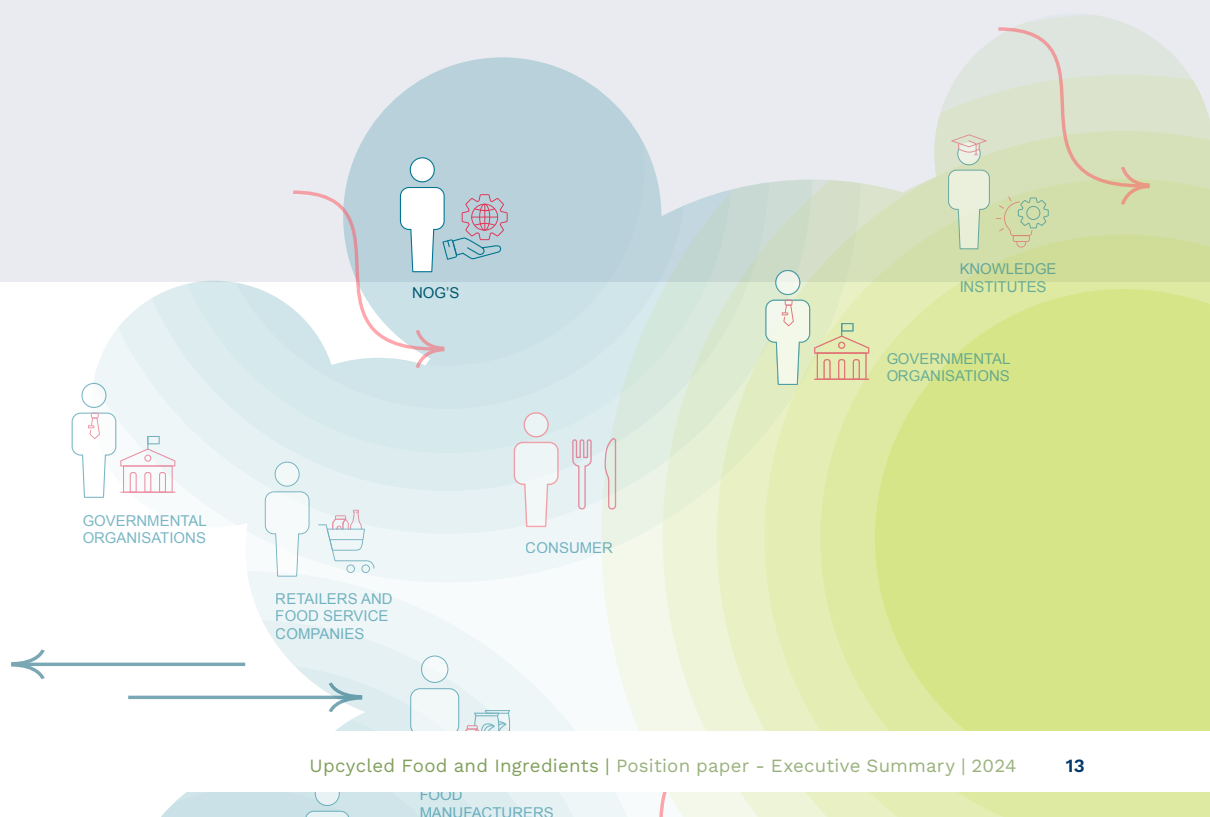 KNOWLEDGE
INSTITUTES
NOG'S
GOVERNMENTAL
ORGANISATIONS
GOVERNMENTAL
ORGANISATIONS
CONSUMER
RETAILERS AND
FOOD SERVICE
COMPANIES
Upcycled Food and Ingredients | Position paper - Executive Summary | 2024 13
FOOD
MANUFACTURERS